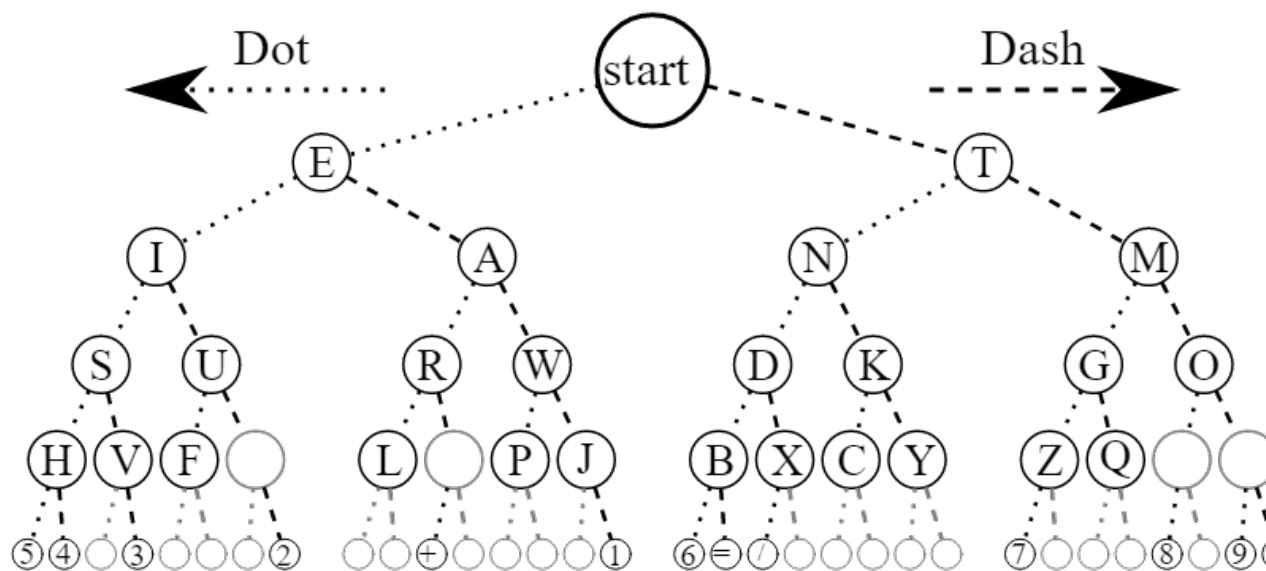 Dot start Dash
E T
I A N M
S U R W D K G O
H V F L P J B X C Y Z Q
5 4 3 2 + 1 6 = / 7 8 9